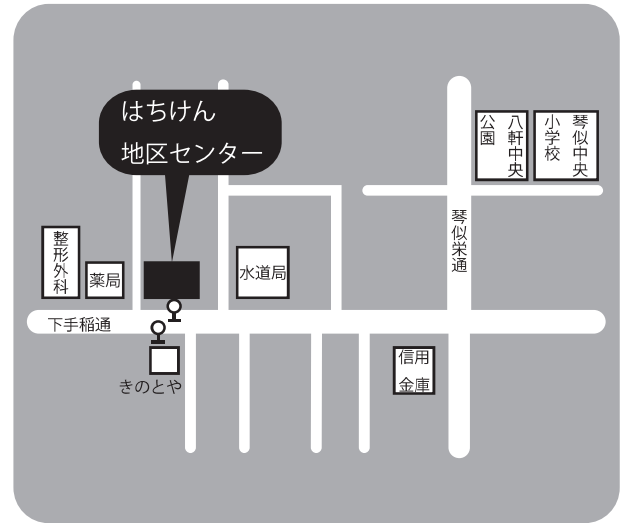 はちけん
地区センター
公園
八軒中央
小学校
琴似中央
琴似栄通
整形外科
薬局
水道局
下手稲通
きのとや
信用
金庫